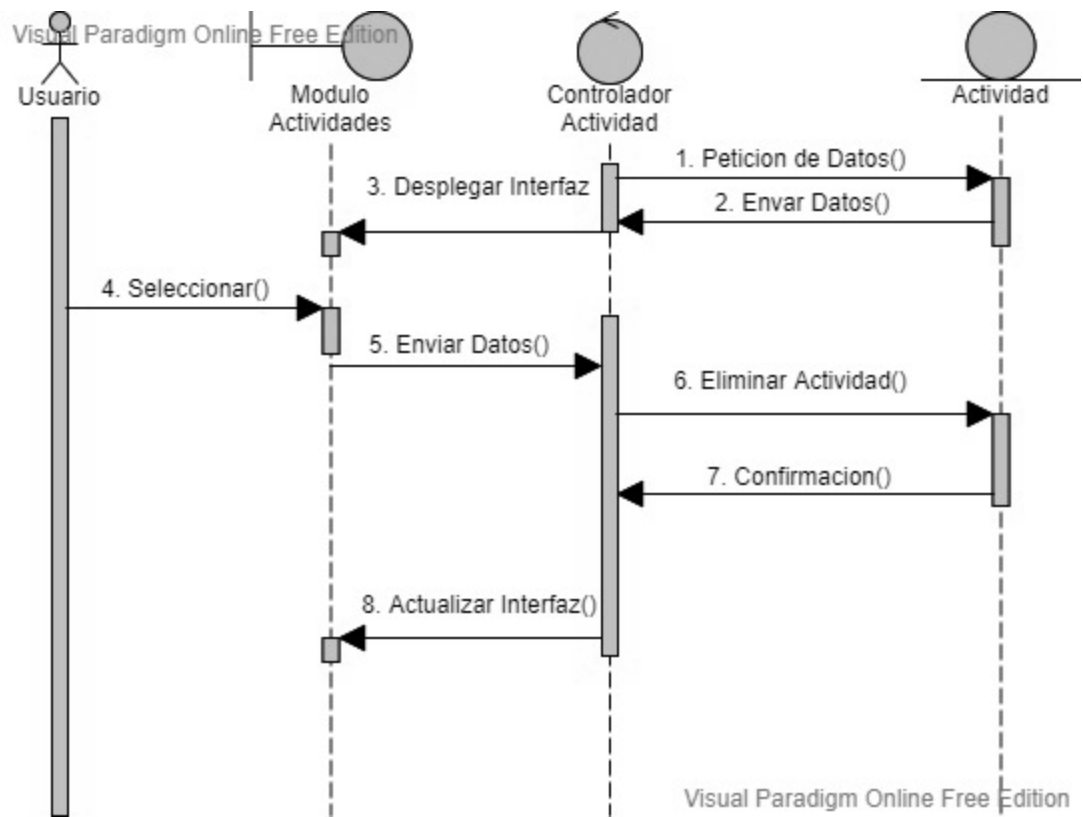 Visual Paradigm Online Free Edition
Usuario
Modulo
Actividades
Controlador
Actividad
Actividad
1. Peticion de Datos()
2. Envar Datos()
3. Desplegar Interfaz
4. Seleccionar()
5. Enviar Datos()
6. Eliminar Actividad()
7. Confirmacion()
8. Actualizar Interfaz()
Visual Paradigm Online Free Edition